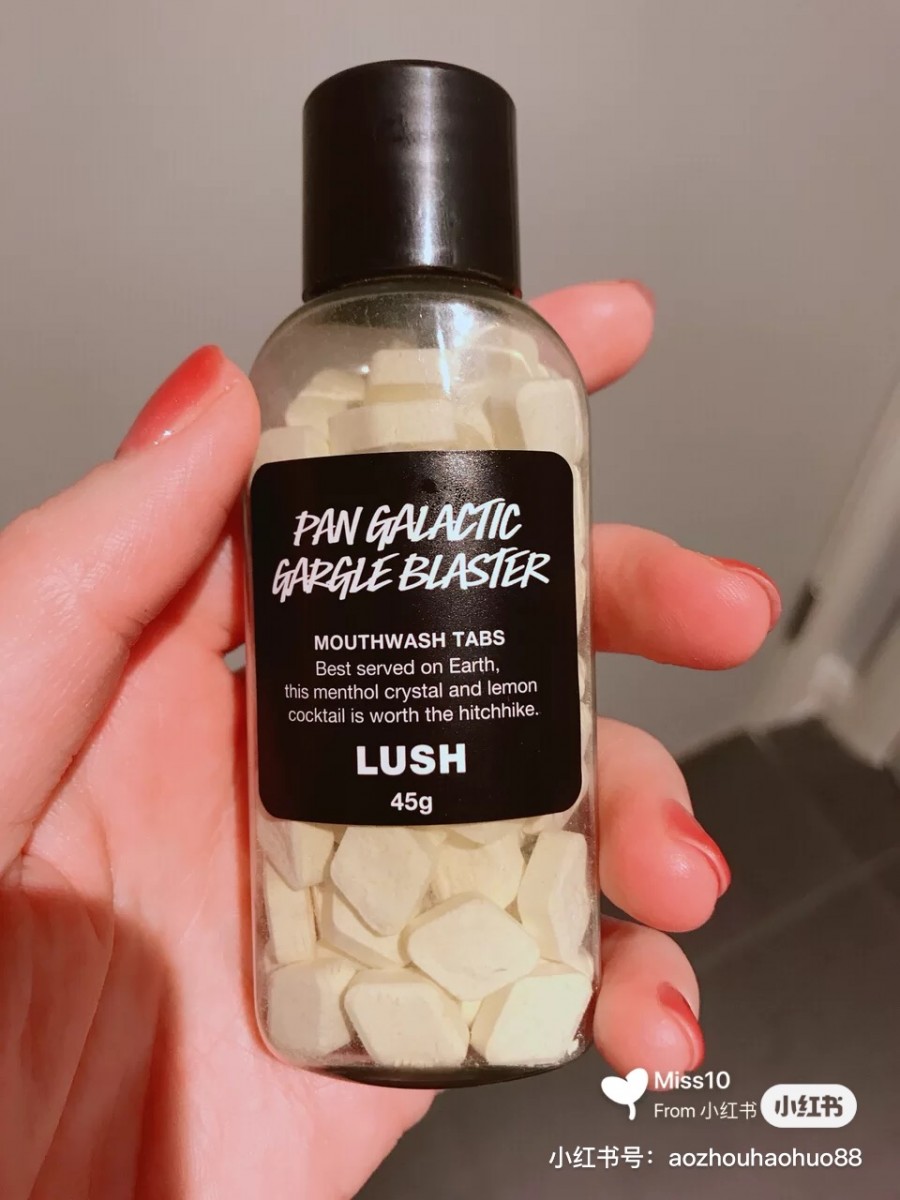 PAN GALACTIC
GARGLE BLASTER
MOUTHWASH TABS
Best served on Earth,
this menthol crystal and lemon
cocktail is worth the hitchhike.
LUSH
45g
Miss10
From 小红书
小红书
小红书号：aozhouhaohuo88